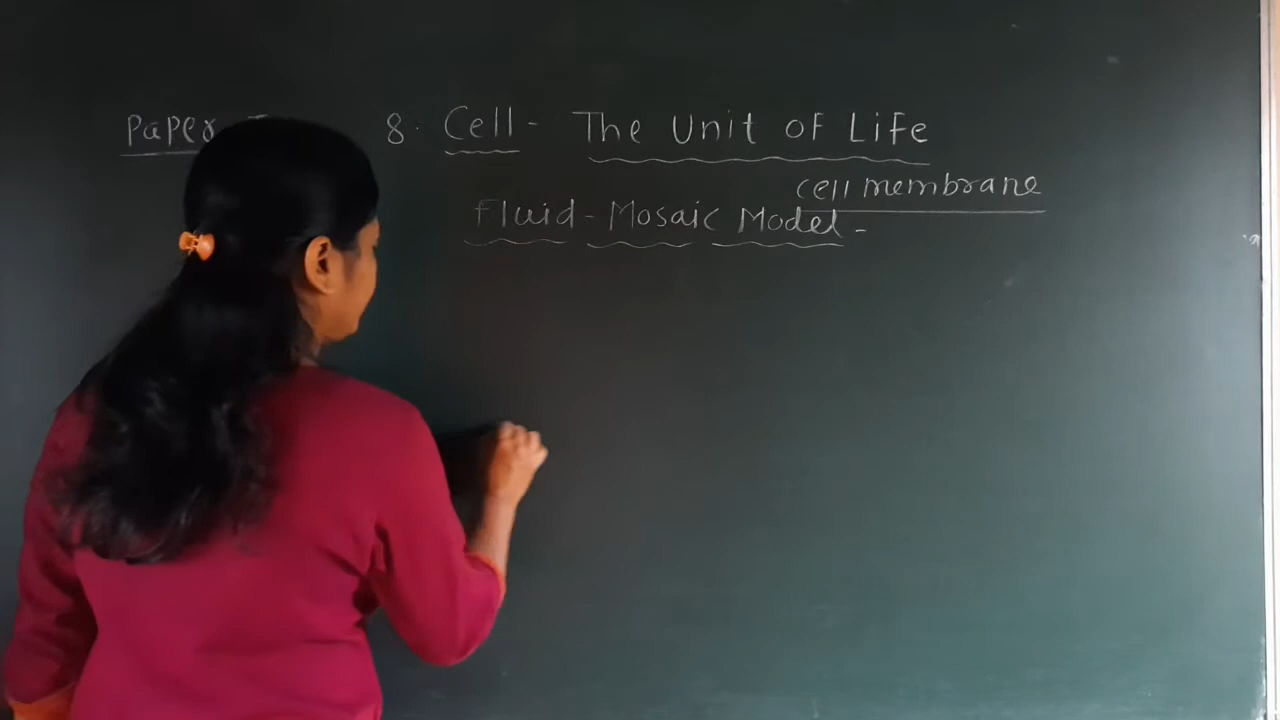 Paper 8. Cell - The Unit of Life
cell membrane
Fluid - Mosaic Model -